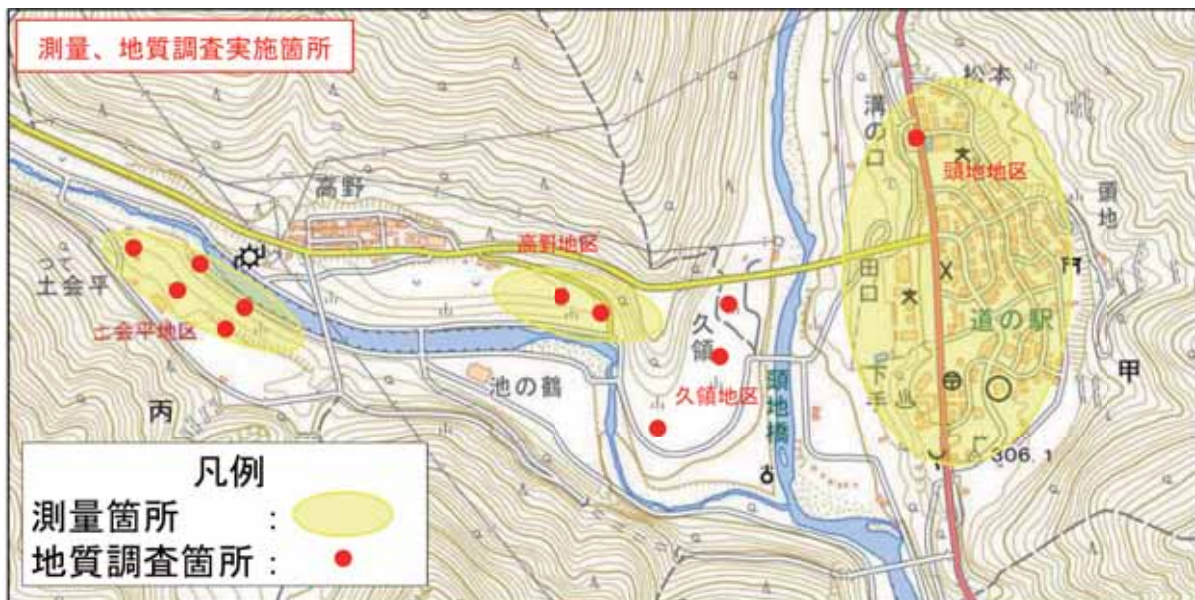 測量、地質調査実施箇所
松本
溝の口
頭地地区
高野
頭地
高野地区
つて
土会平
田口
久領
道の駅
土会平地区
池の鶴
久領地区
頭地橋
下手
甲
丙
306.1
凡例
測量箇所 :
地質調査箇所 :